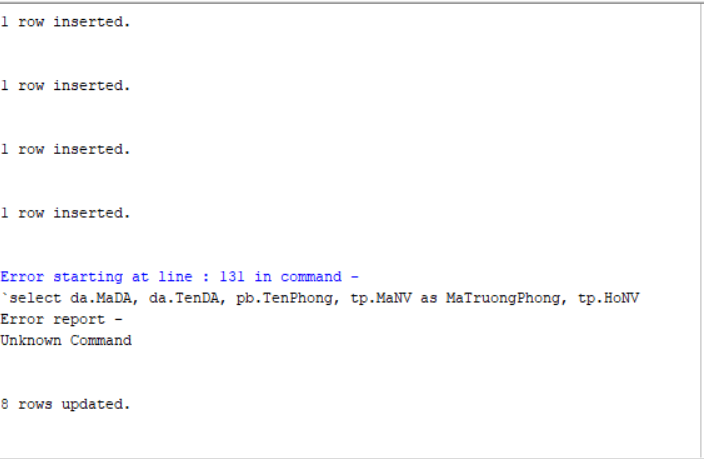 1 row inserted.
1 row inserted.
1 row inserted.
1 row inserted.
Error starting at line : 131 in command -
`select da.MaDA, da.TenDA, pb.TenPhong, tp.MaNV as MaTruongPhong, tp.HoNV
Error report -
Unknown Command
8 rows updated.